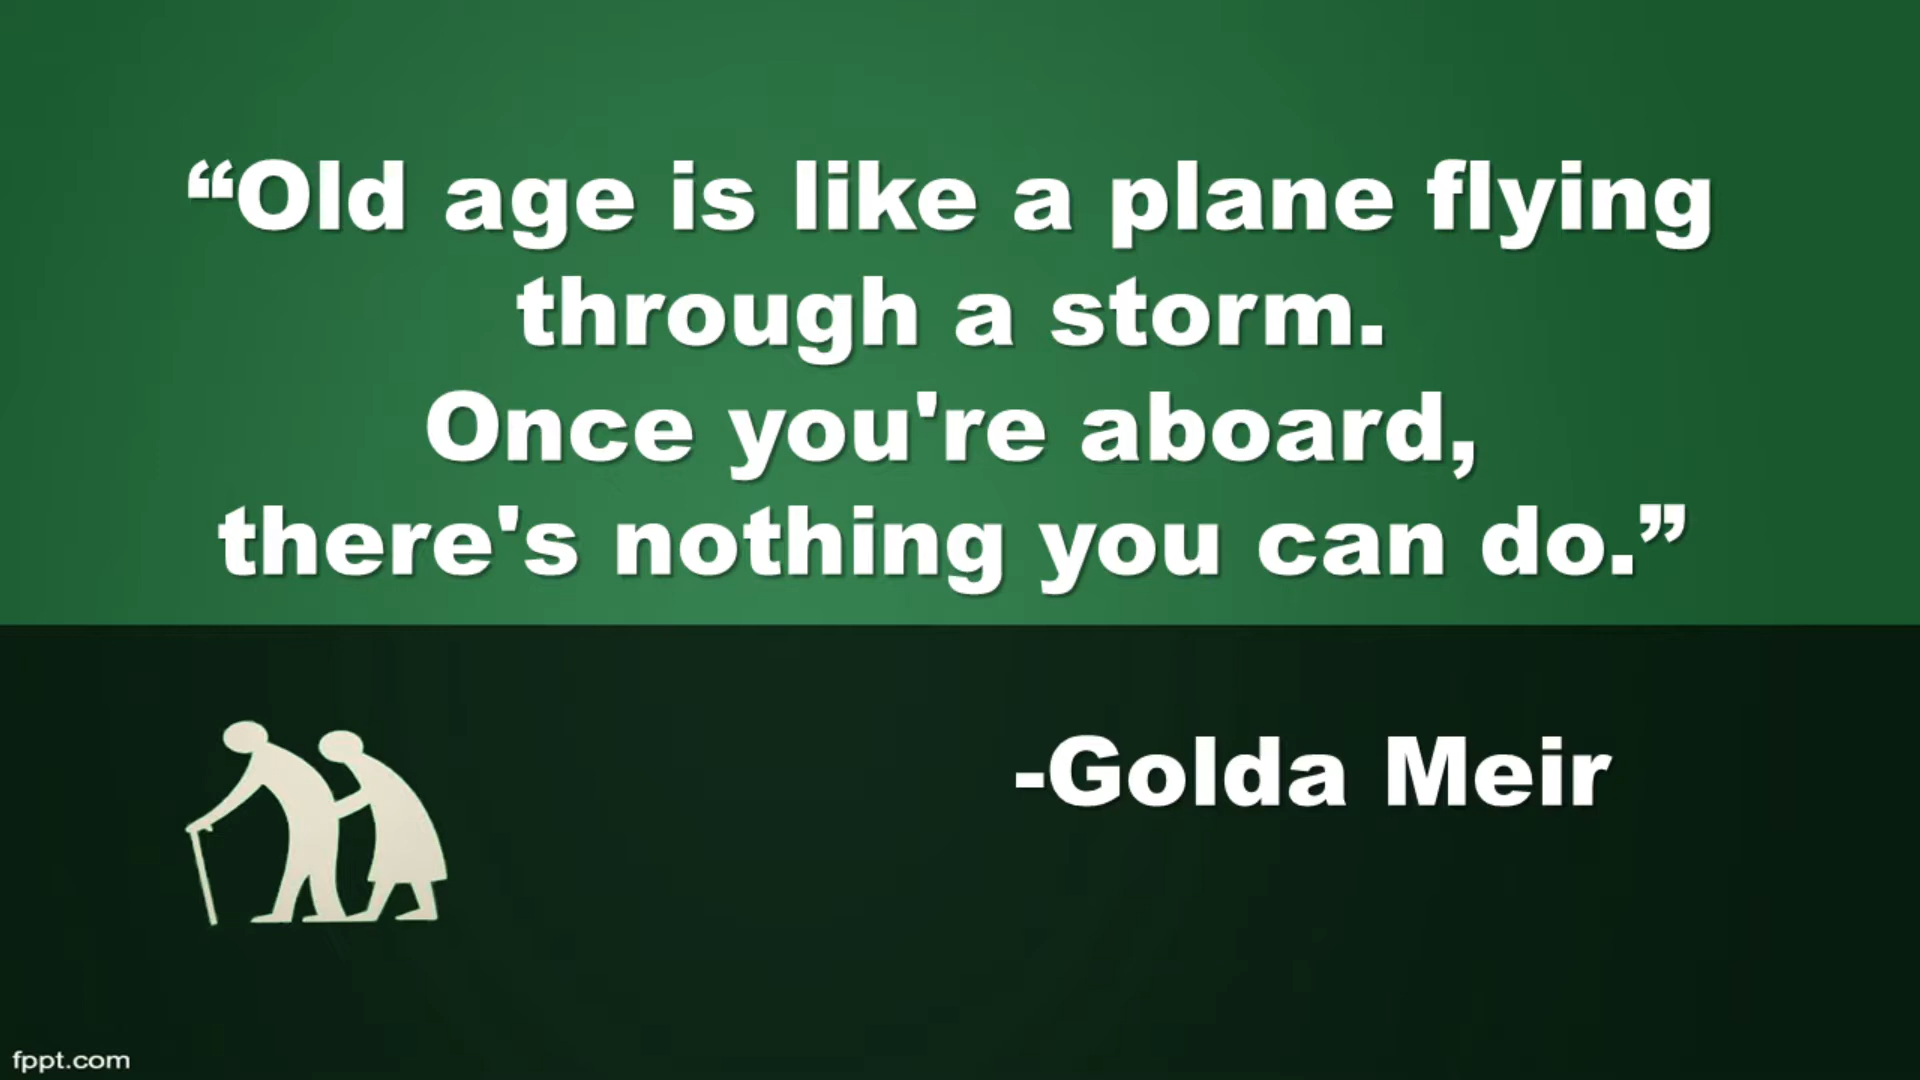 “Old age is like a plane flying
through a storm.
Once you're aboard,
there's nothing you can do.”
-Golda Meir
fppt.com